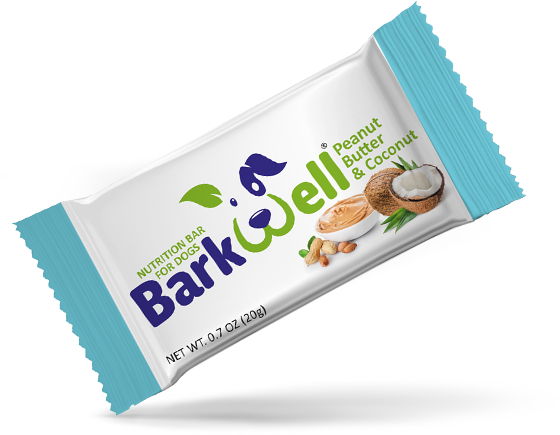 NUTRITION BAR
FOR DOGS
BarkWell®
Peanut
Butter
& Coconut
NET WT. 0.7 OZ (20g)